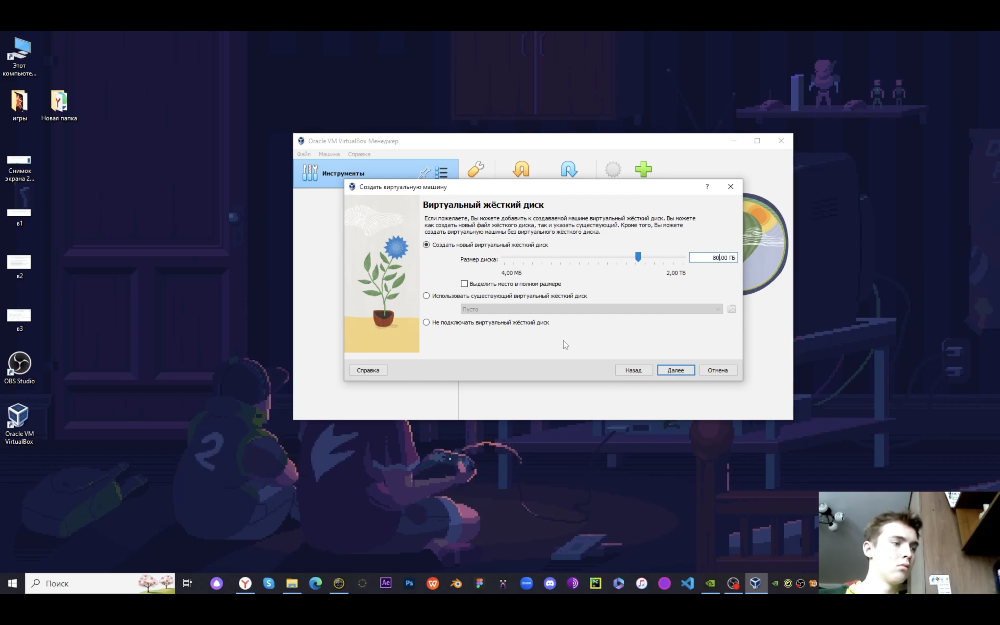 Этот
компьюте...
игры
Новая папка
Снимок
экрана 2...
в1
в2
в3
OBS Studio
Oracle VM
VirtualBox
Oracle VM VirtualBox Менеджер
Файл Машина Справка
Инструменты
Создать виртуальную машину
?
Виртуальный жёсткий диск
Если пожелаете, Вы можете добавить к создаваемой машине виртуальный жёсткий диск. Вы можете
как создать новый файл жёсткого диска, так и указать существующий. Кроме того, Вы можете
создать виртуальную машины без виртуального жёсткого диска.
Создать новый виртуальный жёсткий диск
Размер диска:
80,00 ГБ
4,00 МБ 2,00 ТБ
Выделить место в полном размере
Использовать существующий виртуальный жёсткий диск
Пусто
Не подключать виртуальный жёсткий диск
Справка Назад Далее Отмена
2
Поиск
Ae Ps zoom PC